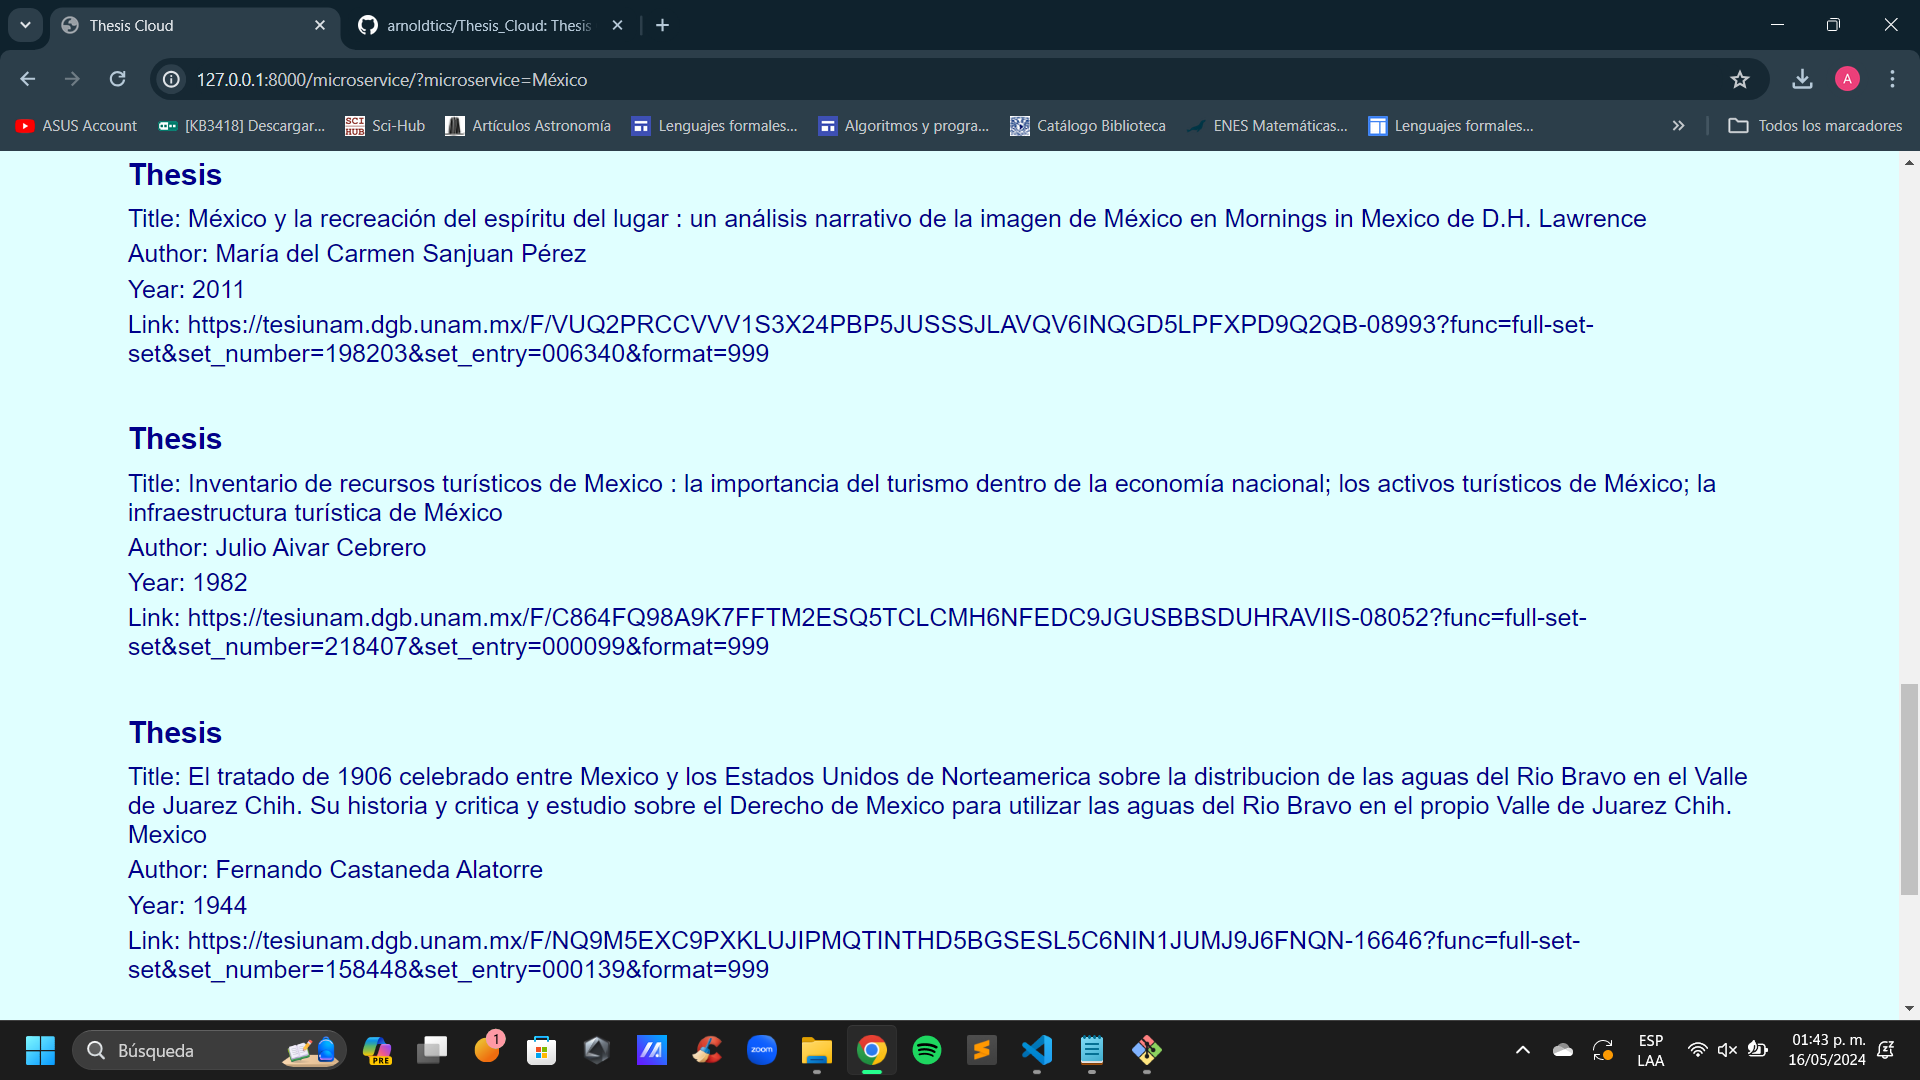 Thesis Cloud
arnoldtics/Thesis_Cloud: Thesis
127.0.0.1:8000/microservice/?microservice=México
A
ASUS Account
[KB3418] Descargar...
SCI HUB
Sci-Hub
Artículos Astronomía
Lenguajes formales...
Algoritmos y progra...
Catálogo Biblioteca
ENES Matemáticas...
Lenguajes formales...
Todos los marcadores
Thesis
Title: México y la recreación del espíritu del lugar : un análisis narrativo de la imagen de México en Mornings in Mexico de D.H. Lawrence
Author: María del Carmen Sanjuan Pérez
Year: 2011
Link: https://tesiunam.dgb.unam.mx/F/VUQ2PRCCVVV1S3X24PBP5JUSSSJLAVQV6INQGD5LPFXPD9Q2QB-08993?func=full-set-
set&set_number=198203&set_entry=006340&format=999
Thesis
Title: Inventario de recursos turísticos de Mexico : la importancia del turismo dentro de la economía nacional; los activos turísticos de México; la
infraestructura turística de México
Author: Julio Aivar Cebrero
Year: 1982
Link: https://tesiunam.dgb.unam.mx/F/C864FQ98A9K7FFTM2ESQ5TCLCMH6NFEDC9JGUSBBSDUHRAVIIS-08052?func=full-set-
set&set_number=218407&set_entry=000099&format=999
Thesis
Title: El tratado de 1906 celebrado entre Mexico y los Estados Unidos de Norteamerica sobre la distribucion de las aguas del Rio Bravo en el Valle
de Juarez Chih. Su historia y critica y estudio sobre el Derecho de Mexico para utilizar las aguas del Rio Bravo en el propio Valle de Juarez Chih.
Mexico
Author: Fernando Castaneda Alatorre
Year: 1944
Link: https://tesiunam.dgb.unam.mx/F/NQ9M5EXC9PXKLUJIPMQTINTHD5BGSESL5C6NIN1JUMJ9J6FNQN-16646?func=full-set-
set&set_number=158448&set_entry=000139&format=999
Búsqueda
PRE
1
zoom
ESP
LAA
01:43 p. m.
16/05/2024